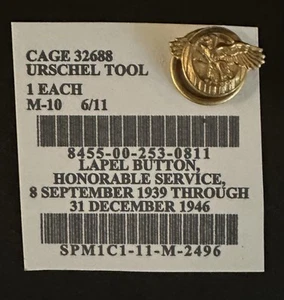 CAGE 32688
URSCHEL TOOL
1 EACH
M-10 6/11
8455-00-253-0811
LAPEL BUTTON,
HONORABLE SERVICE,
8 SEPTEMBER 1939 THROUGH
31 DECEMBER 1946
SPM1C1-11-M-2496